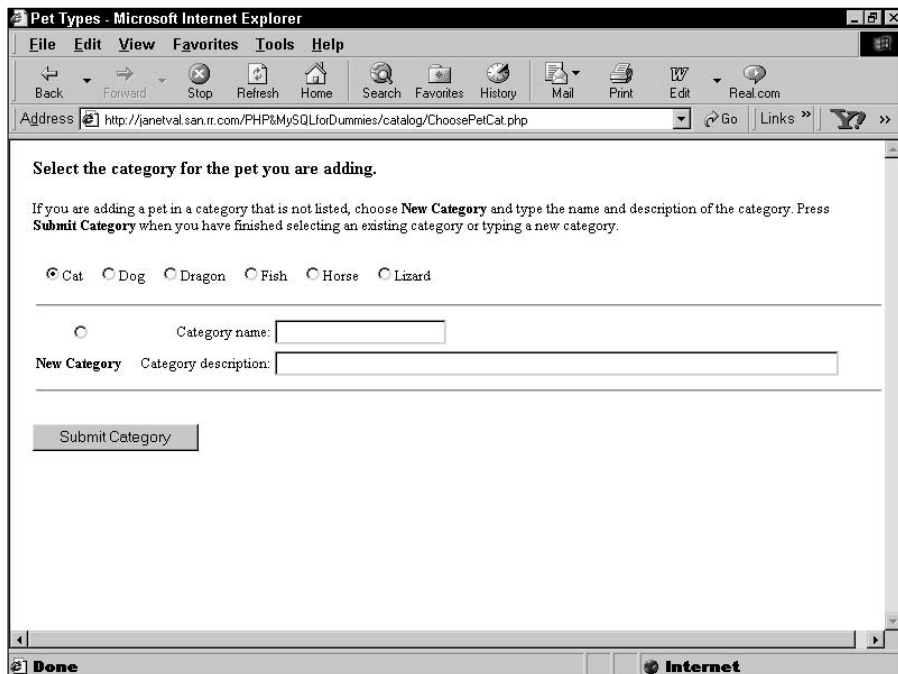 Pet Types - Microsoft Internet Explorer
File Edit View Favorites Tools Help
Back Forward Stop Refresh Home Search Favorites History Mail Print Edit Real.com
Address http://janetval.san.rr.com/PHP&MySQLforDummies/catalog/ChoosePetCat.php Go Links » Y? »
Select the category for the pet you are adding.
If you are adding a pet in a category that is not listed, choose New Category and type the name and description of the category. Press
Submit Category when you have finished selecting an existing category or typing a new category.
Cat Dog Dragon Fish Horse Lizard
Category name:
New Category Category description:
Submit Category
Done Internet